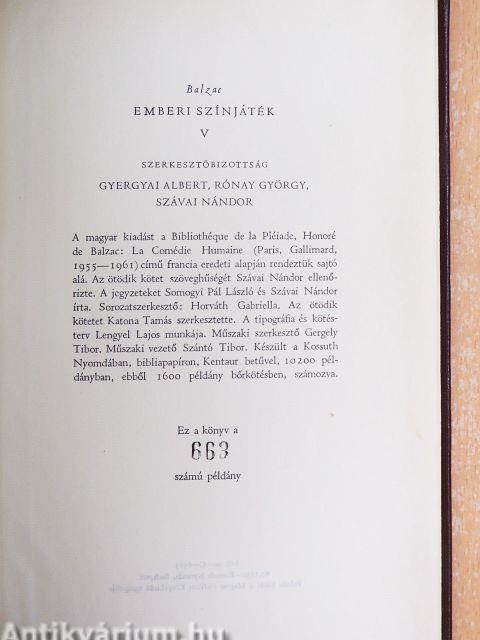 Balzac
EMBERI SZÍNJÁTÉK
V
SZERKESZTŐBIZOTTSÁG
GYERGYAI ALBERT, RÓNAY GYÖRGY,
SZÁVAI NÁNDOR
A magyar kiadást a Bibliothéque de la Pléiade, Honoré
de Balzac: La Comédie Humaine (Paris, Gallimard,
1955—1961) című francia eredeti alapján rendeztük sajtó
alá. Az ötödik kötet szöveghűségét Szávai Nándor ellenő-
rizte. A jegyzeteket Somogyi Pál László és Szávai Nándor
írta. Sorozatszerkesztő: Horváth Gabriella. Az ötödik
kötetet Katona Tamás szerkesztette. A tipográfia és kötés-
terv Lengyel Lajos munkája. Műszaki szerkesztő Gergely
Tibor. Műszaki vezető Szántó Tibor. Készült a Kossuth
Nyomdában, bibliapapíron, Kentaur betűvel, 10200 pél-
dányban, ebből 1600 példány bőrkötésben, számozva.
Ez a könyv a
663
számú példány
Antikvárium.hu